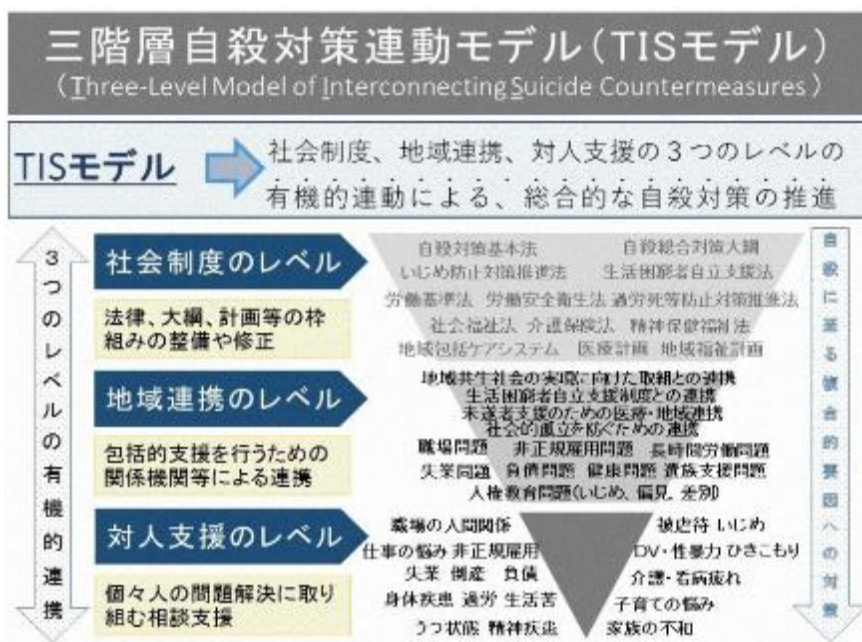 三階層自殺対策連動モデル(TISモデル)
(Three-Level Model of Interconnecting Suicide Countermeasures)
TISモデル
社会制度、地域連携、対人支援の3つのレベルの
有機的連動による、総合的な自殺対策の推進
3つのレベルの有機的連携
社会制度のレベル
法律、大綱、計画等の枠
組みの整備や修正
地域連携のレベル
包括的支援を行うための
関係機関等による連携
対人支援のレベル
個々人の問題解決に取り
組む相談支援
自殺対策基本法 自殺総合対策大綱
いじめ防止対策推進法 生活困窮者自立支援法
労働基準法 労働安全衛生法 過労死等防止対策推進法
社会福祉法 介護保険法 精神保健福祉法
地域包括ケアシステム 医療計画 地域福祉計画
地域共生社会の実現に向けた取組との連携
生活困窮者自立支援制度との連携
未遂者支援のための医療・地域連携
社会的孤立を防ぐための連携
職場問題 非正規雇用問題 長時間労働問題
失業問題 負債問題 健康問題 遺族支援問題
人権教育問題(いじめ、偏見、差別)
職場の人間関係 被虐待 いじめ
仕事の悩み 非正規雇用 DV・性暴力 ひきこもり
失業 倒産 負債 介護・看病疲れ
身体疾患 過労 生活苦 子育ての悩み
うつ状態 精神疾患 家族の不和
自殺に至る複合的要因への対策